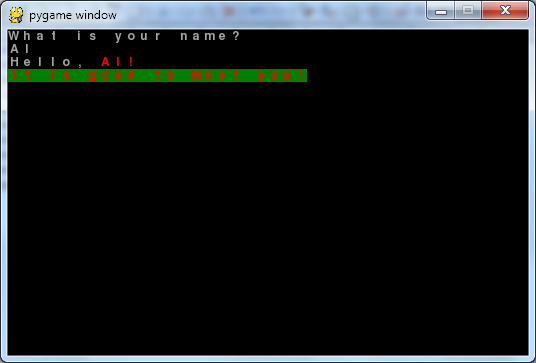 pygame window
What is your name?
Al
Hello, Al!
It is good to meet you!